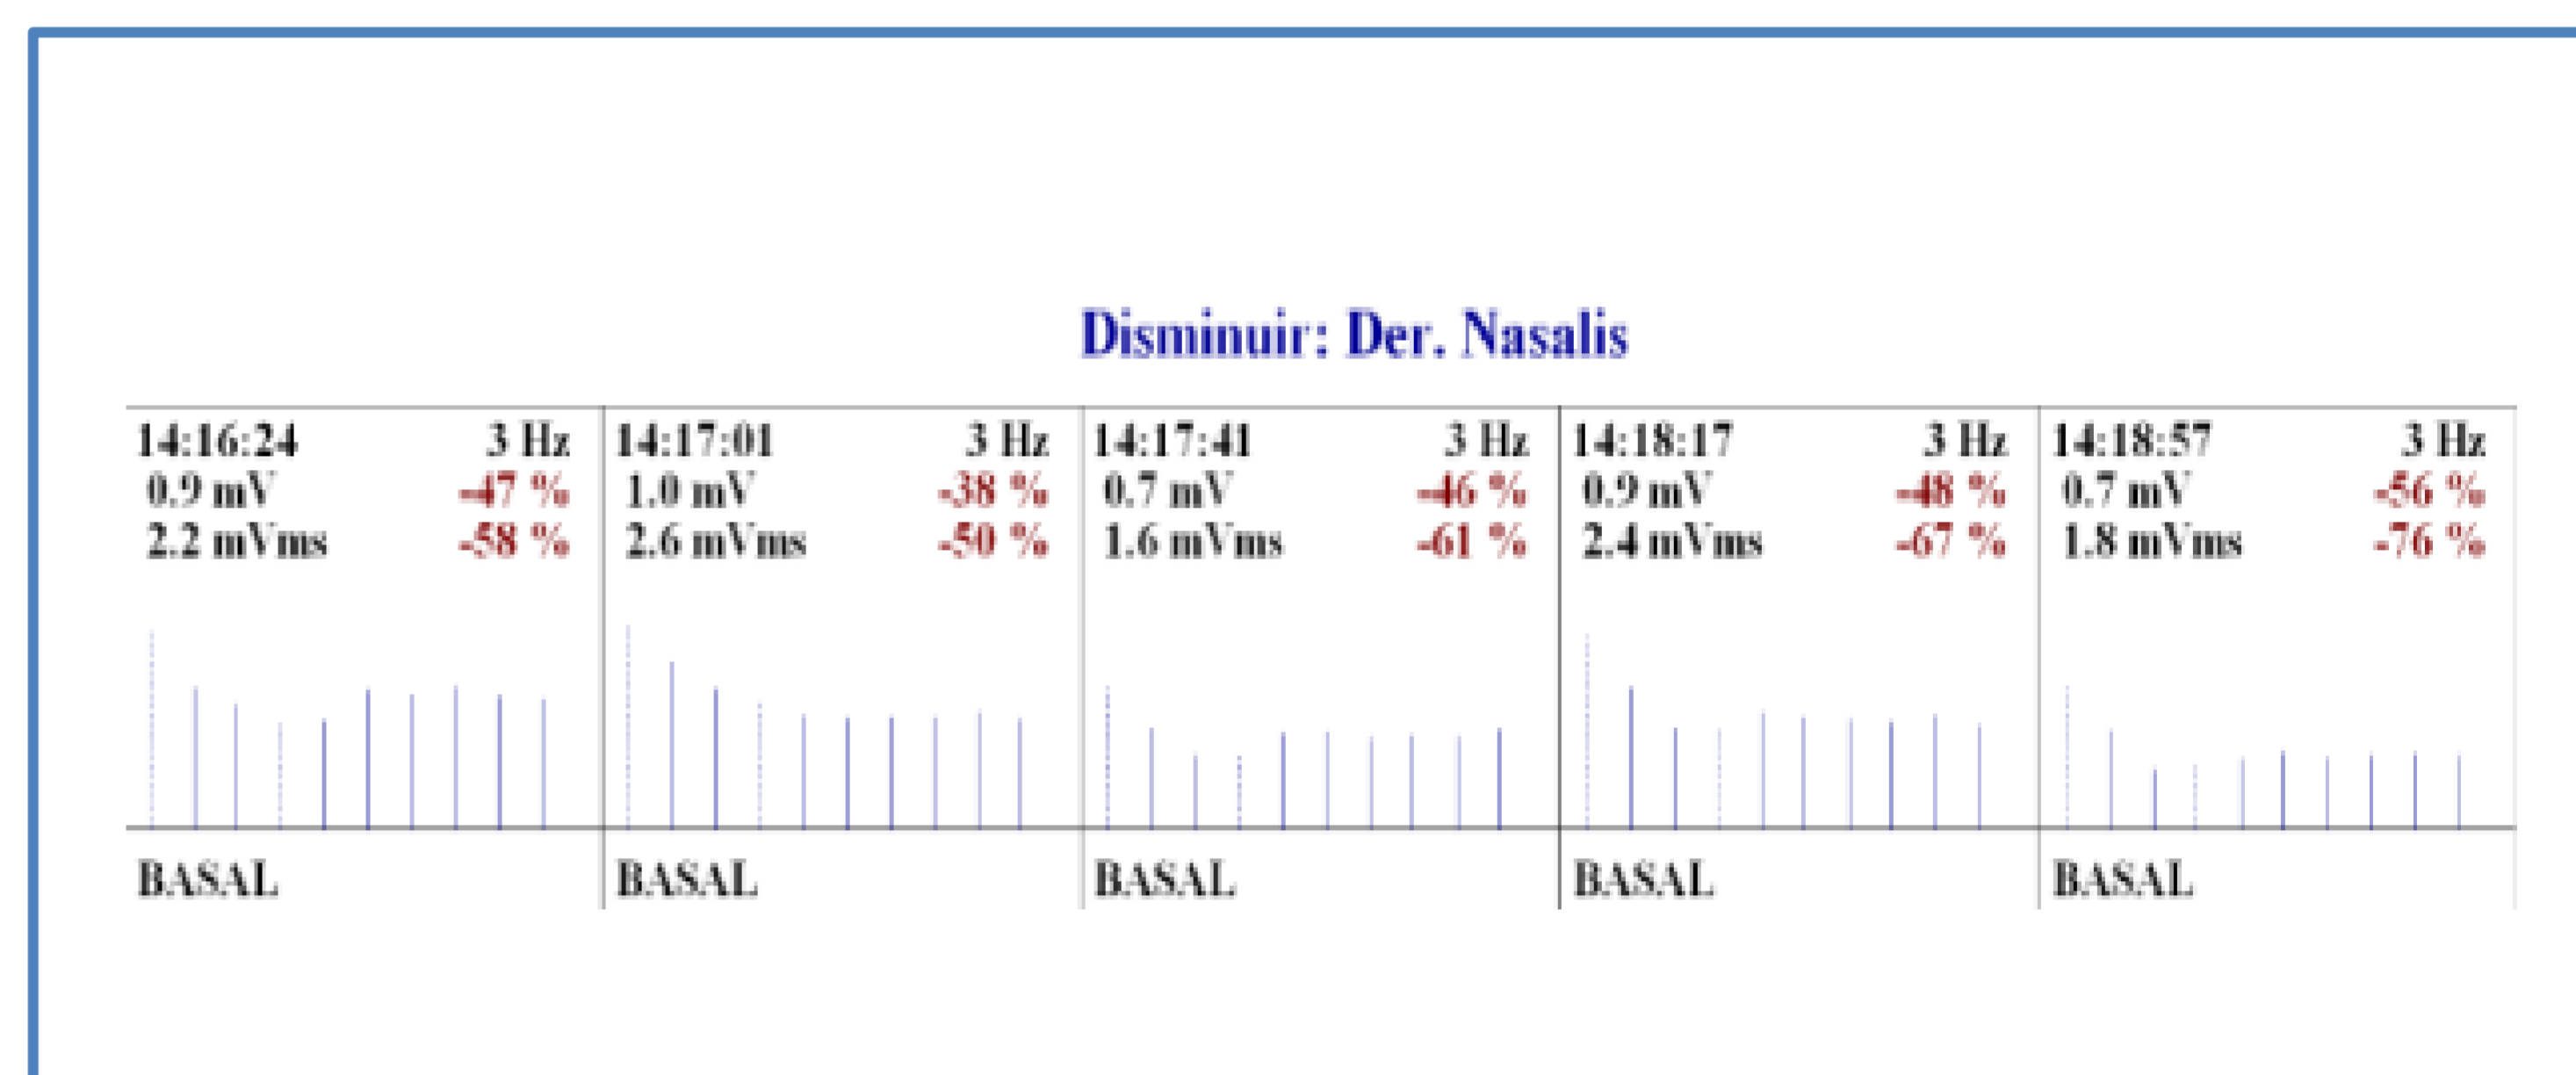 Disminuir: Der. Nasalis
14:16:24 3 Hz
0.9 mV -47 %
2.2 mVms -58 %
BASAL
14:17:01 3 Hz
1.0 mV -38 %
2.6 mVms -50 %
BASAL
14:17:41 3 Hz
0.7 mV -46 %
1.6 mVms -61 %
BASAL
14:18:17 3 Hz
0.9 mV -48 %
2.4 mVms -67 %
BASAL
14:18:57 3 Hz
0.7 mV -56 %
1.8 mVms -76 %
BASAL